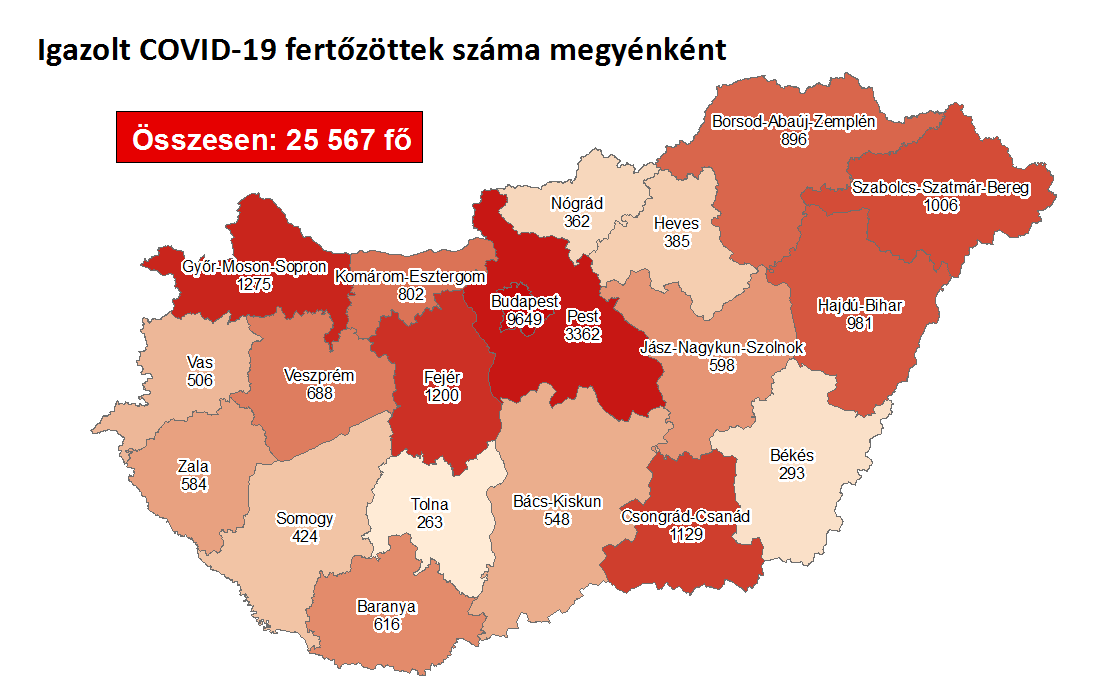 Igazolt COVID-19 fertőzöttek száma megyénként
Összesen: 25 567 fő
Borsod-Abaúj-Zemplén
896
Szabolcs-Szatmár-Bereg
1006
Nógrád
362
Heves
385
Győr-Moson-Sopron
1275
Komárom-Esztergom
802
Budapest
9649
Pest
3362
Hajdú-Bihar
981
Jász-Nagykun-Szolnok
598
Vas
506
Veszprém
688
Fejér
1200
Zala
584
Békés
293
Somogy
424
Tolna
263
Bács-Kiskun
548
Csongrád-Csanád
1129
Baranya
616